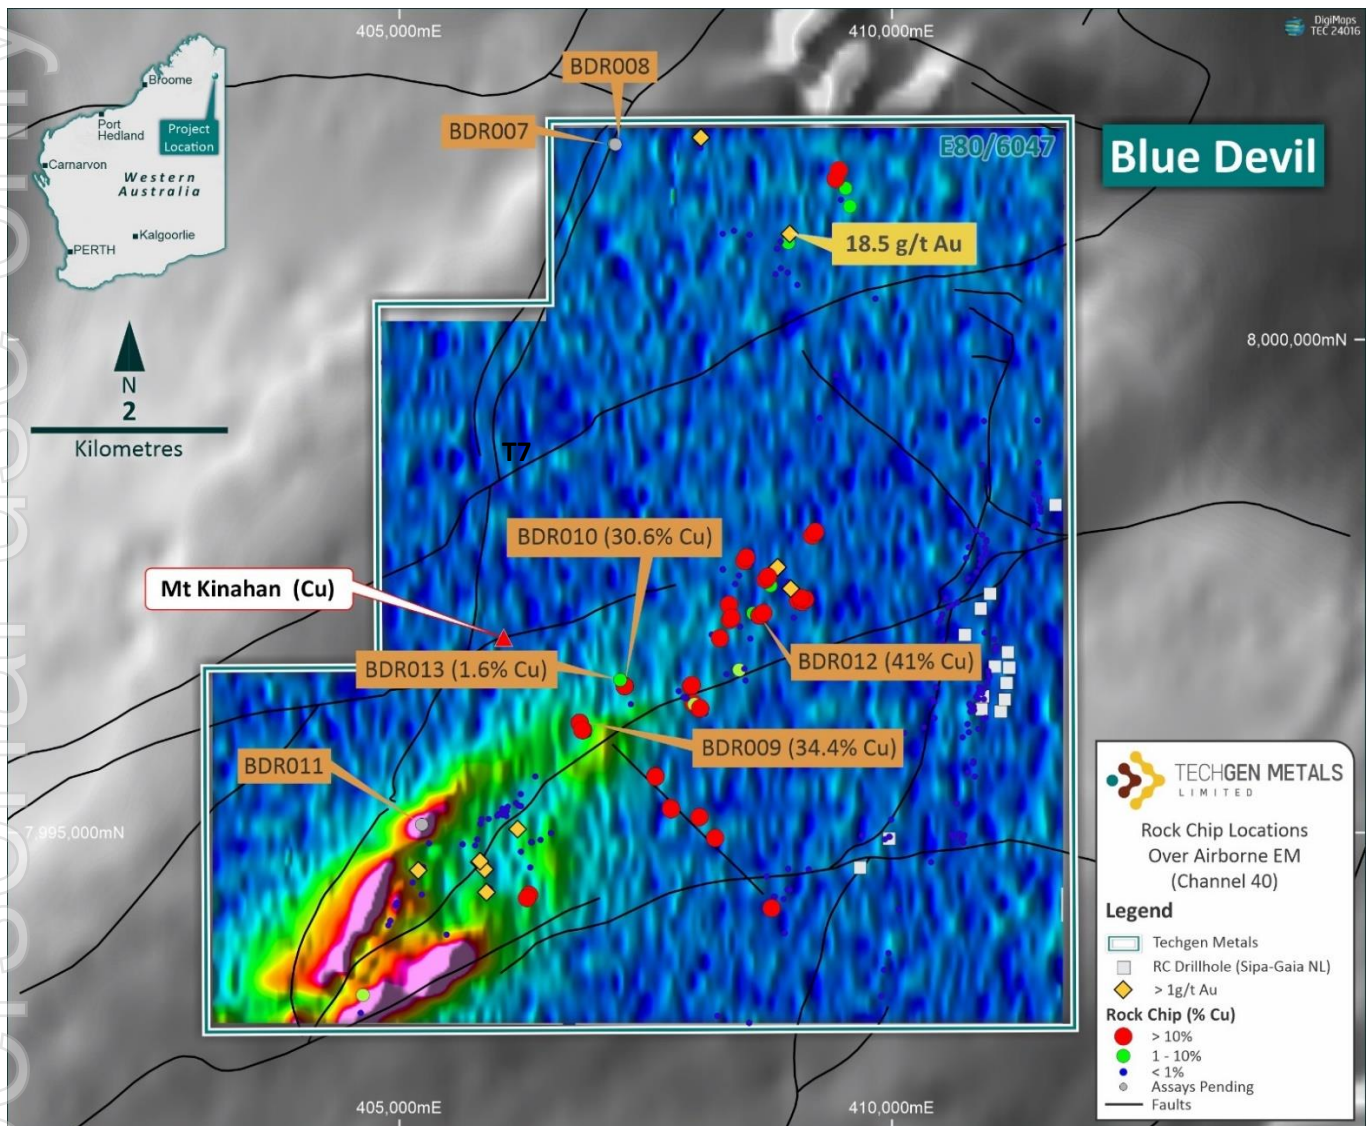 405,000mE
410,000mE
DigiMaps
TEC 24016
Broome
Port
Hedland
Project
Location
Carnarvon
Western
Australia
Kalgoorlie
PERTH
BDR008
BDR007
E80/6047
Blue Devil
18.5 g/t Au
N
2
Kilometres
8,000,000mN
T7
BDR010 (30.6% Cu)
Mt Kinahan (Cu)
BDR013 (1.6% Cu)
BDR012 (41% Cu)
BDR009 (34.4% Cu)
BDR011
7,995,000mN
TECHGEN METALS
LIMITED
Rock Chip Locations
Over Airborne EM
(Channel 40)
Legend
Techgen Metals
RC Drillhole (Sipa-Gaia NL)
> 1g/t Au
Rock Chip (% Cu)
> 10%
1 - 10%
< 1%
Assays Pending
Faults
405,000mE
410,000mE